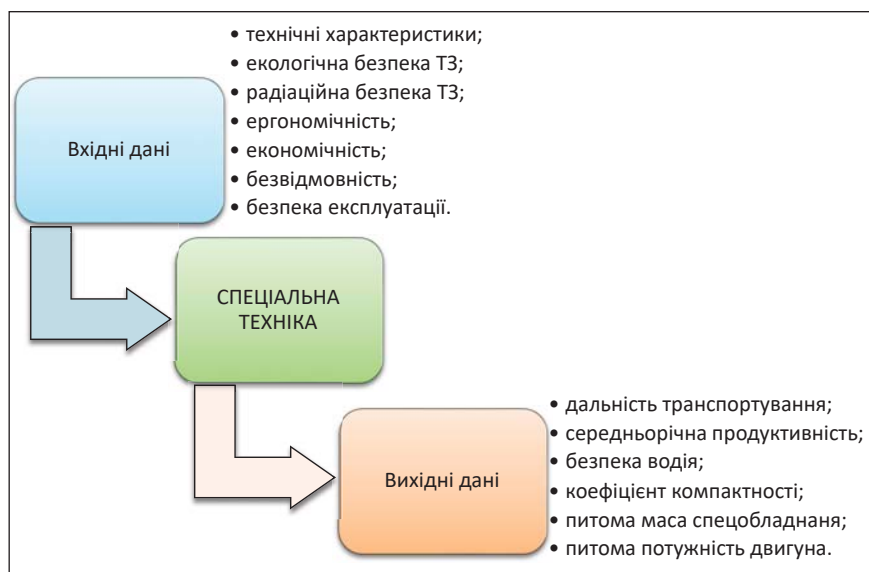 • технічні характеристики;
• екологічна безпека ТЗ;
• радіаційна безпека ТЗ;
• ергономічність;
• економічність;
• безвідмовність;
• безпека експлуатації.
Вхідні дані
СПЕЦІАЛЬНА
ТЕХНІКА
Вихідні дані
• дальність транспортування;
• середньорічна продуктивність;
• безпека водія;
• коефіцієнт компактності;
• питома маса спецобладнаня;
• питома потужність двигуна.